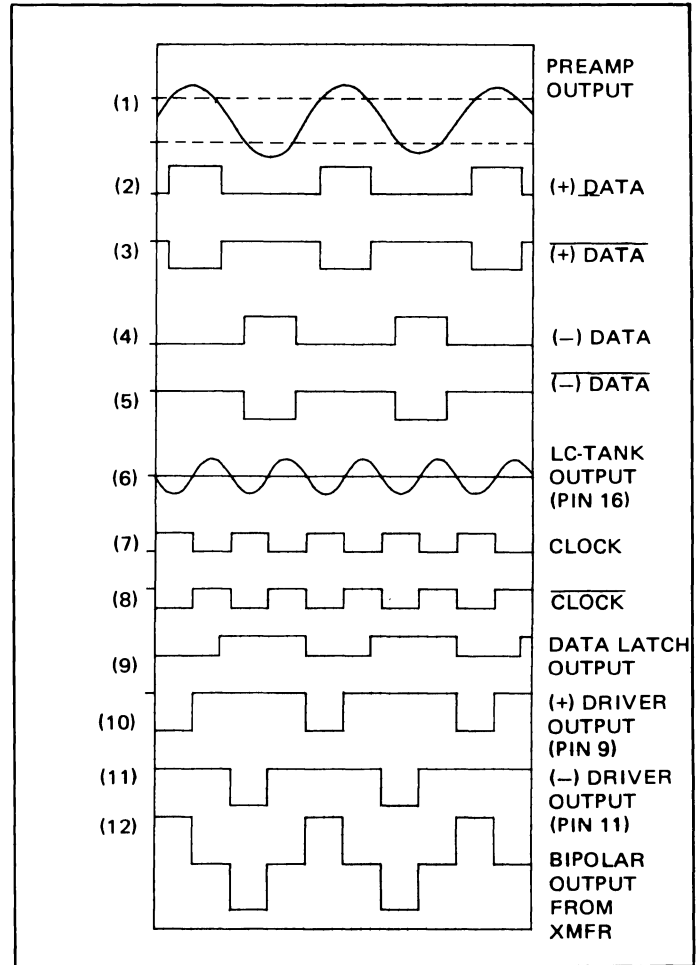 (1)
PREAMP
OUTPUT
(2)
(+) DATA
(3)
(+) DATA
(4)
(−) DATA
(5)
(−) DATA
(6)
LC-TANK
OUTPUT
(PIN 16)
(7)
CLOCK
(8)
CLOCK
(9)
DATA LATCH
OUTPUT
(10)
(+) DRIVER
OUTPUT
(PIN 9)
(11)
(−) DRIVER
OUTPUT
(PIN 11)
(12)
BIPOLAR
OUTPUT
FROM
XMFR